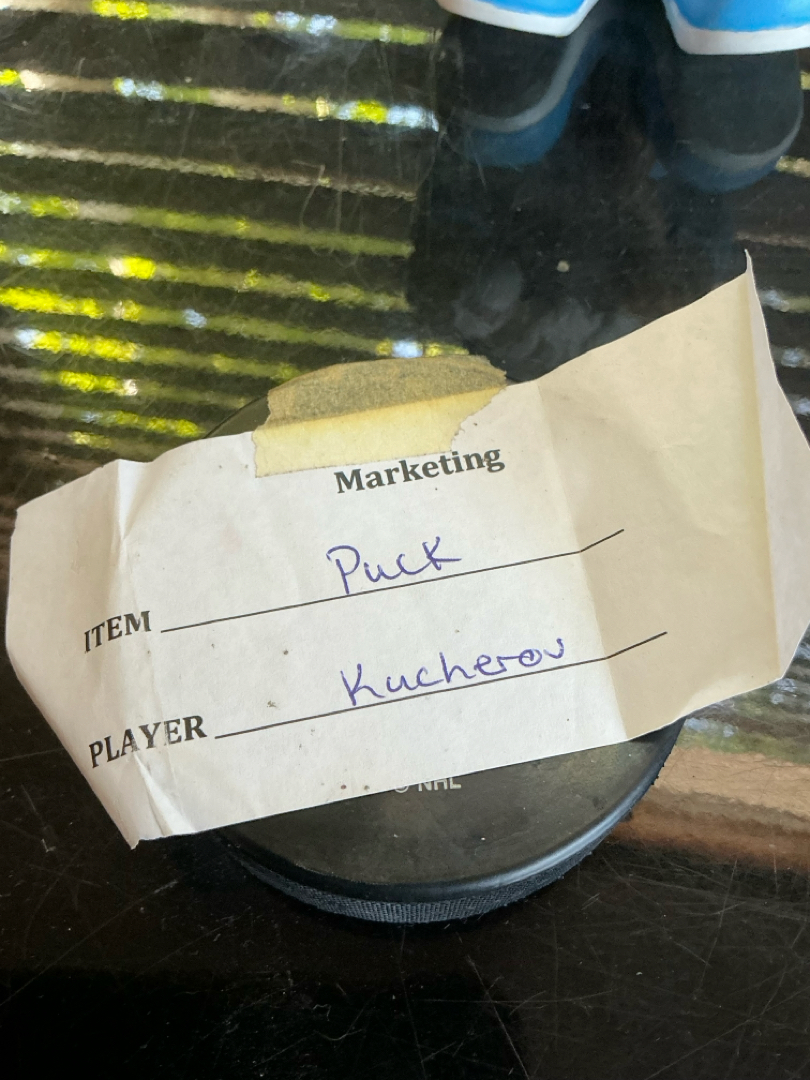 Marketing
ITEM Puck
PLAYER Kucherov
© NHL